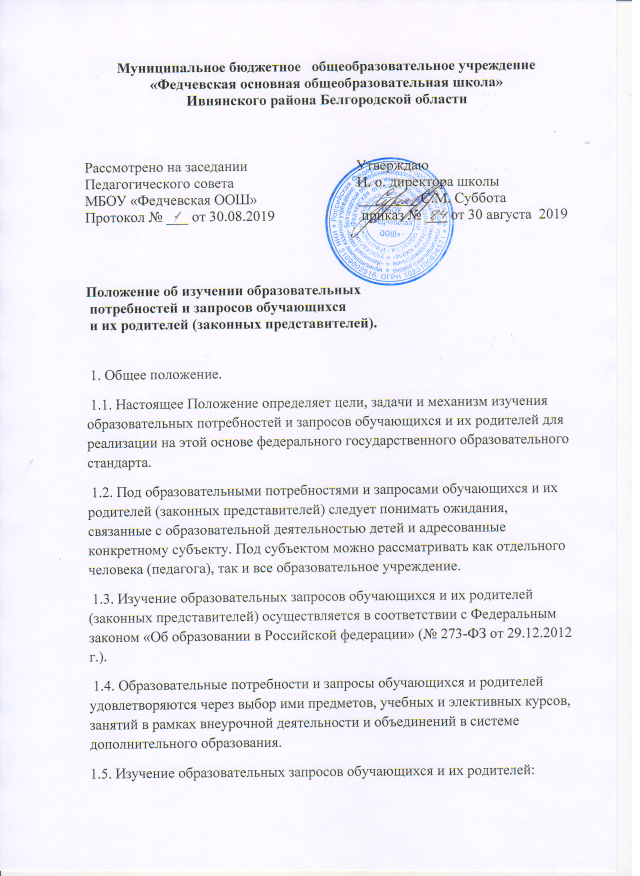 Муниципальное бюджетное общеобразовательное учреждение
«Федчевская основная общеобразовательная школа»
Ивнянского района Белгородской области
Рассмотрено на заседании
Педагогического совета
МБОУ «Федчевская ООШ»
Протокол № 1 от 30.08.2019
Утверждаю
И. о. директора школы
С.М. Суббота
приказ № 84 от 30 августа 2019
Положение об изучении образовательных
потребностей и запросов обучающихся
и их родителей (законных представителей).
1. Общее положение.
1.1. Настоящее Положение определяет цели, задачи и механизм изучения
образовательных потребностей и запросов обучающихся и их родителей для
реализации на этой основе федерального государственного образовательного
стандарта.
1.2. Под образовательными потребностями и запросами обучающихся и их
родителей (законных представителей) следует понимать ожидания,
связанные с образовательной деятельностью детей и адресованные
конкретному субъекту. Под субъектом можно рассматривать как отдельного
человека (педагога), так и все образовательное учреждение.
1.3. Изучение образовательных запросов обучающихся и их родителей
(законных представителей) осуществляется в соответствии с Федеральным
законом «Об образовании в Российской федерации» (№ 273-ФЗ от 29.12.2012
г.).
1.4. Образовательные потребности и запросы обучающихся и родителей
удовлетворяются через выбор ими предметов, учебных и элективных курсов,
занятий в рамках внеурочной деятельности и объединений в системе
дополнительного образования.
1.5. Изучение образовательных запросов обучающихся и их родителей: